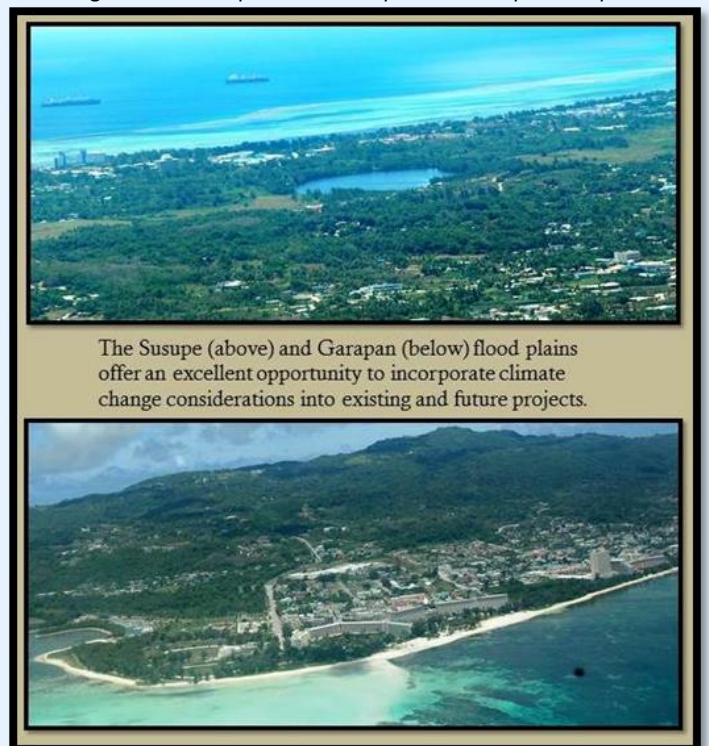 The Susupe (above) and Garapan (below) flood plains
offer an excellent opportunity to incorporate climate
change considerations into existing and future projects.